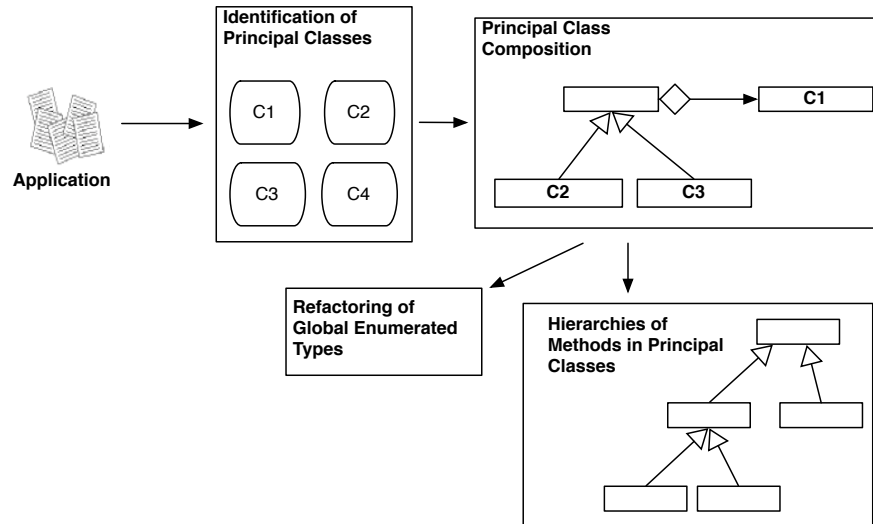 Application
Identification of
Principal Classes
C1
C2
C3
C4
Principal Class
Composition
C1
C2
C3
Refactoring of
Global Enumerated
Types
Hierarchies of
Methods in Principal
Classes